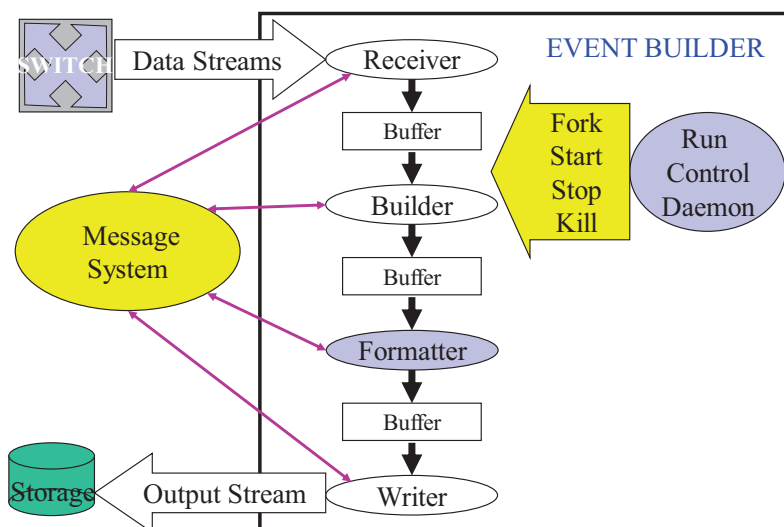 SWITCH
Data Streams
Receiver
EVENT BUILDER
Buffer
Fork
Start
Stop
Kill
Run
Control
Daemon
Builder
Message
System
Buffer
Formatter
Buffer
Storage
Output Stream
Writer